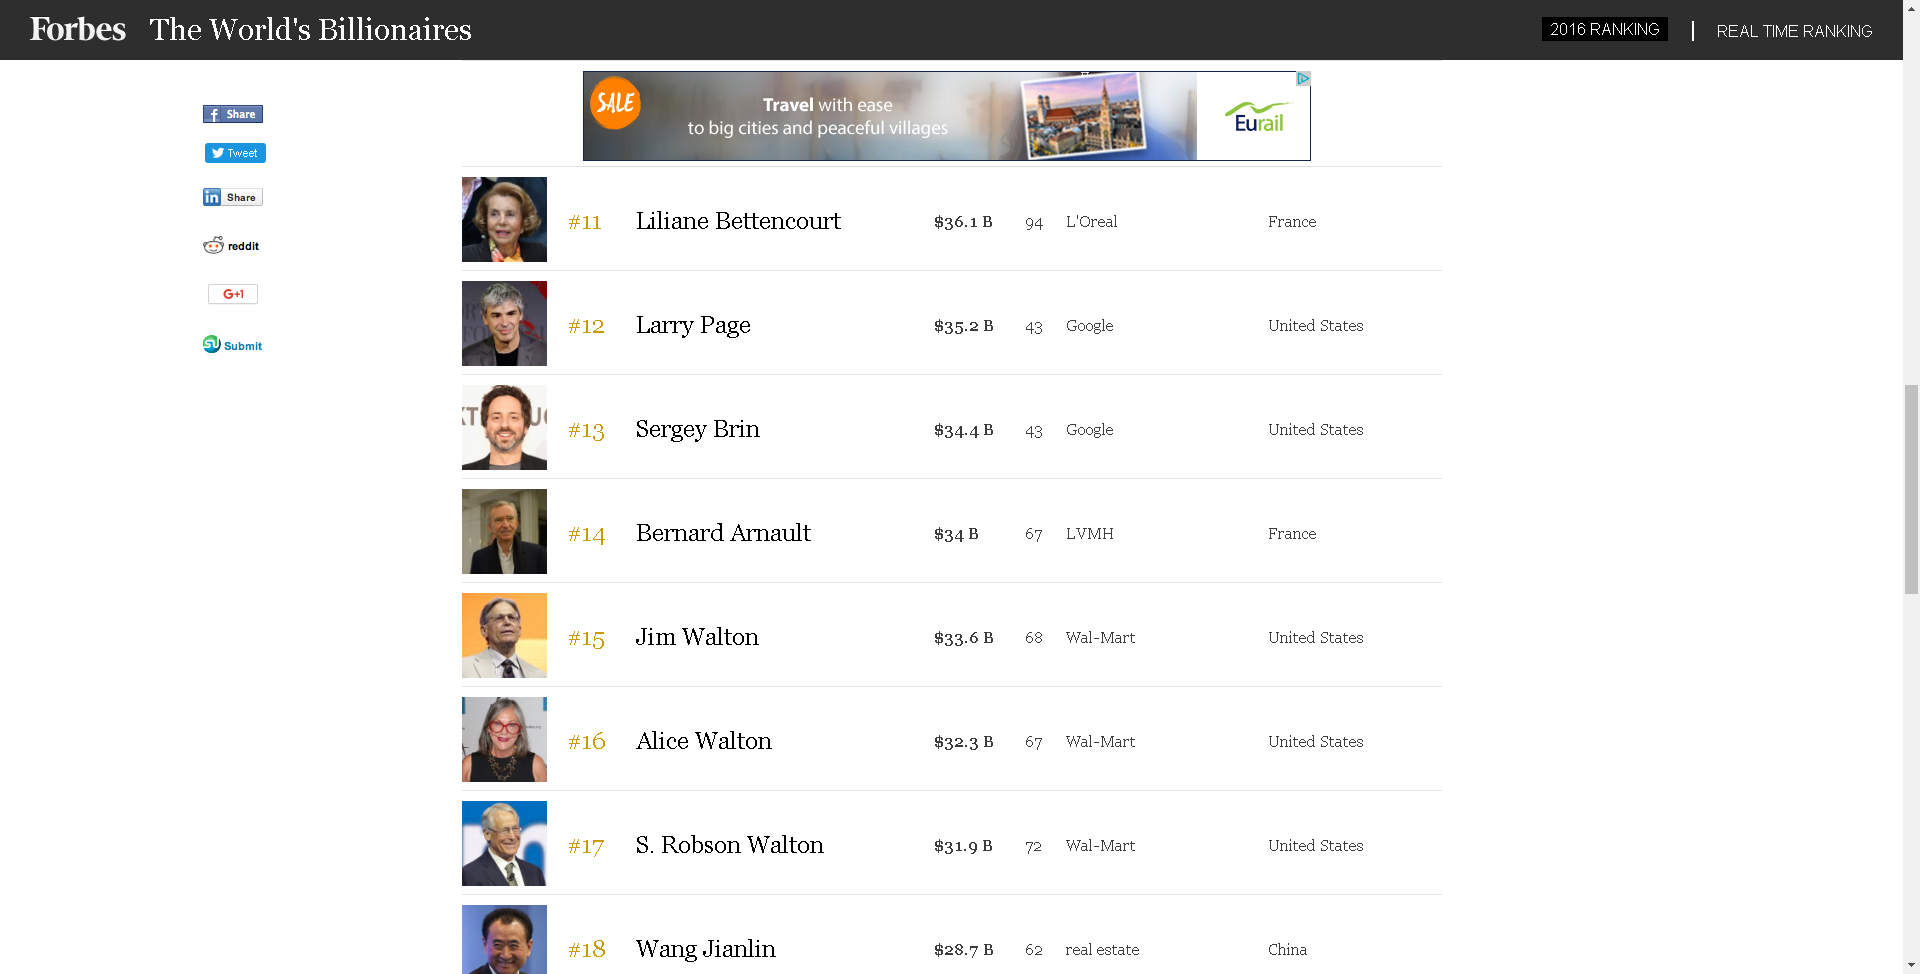 Forbes The World's Billionaires 2016 RANKING | REAL TIME RANKING
SALE
Travel with ease
to big cities and peaceful villages
Eurail
Share
Tweet
in Share
reddit
G+1
Submit
#11 Liliane Bettencourt $36.1 B 94 L'Oreal France
#12 Larry Page $35.2 B 43 Google United States
#13 Sergey Brin $34.4 B 43 Google United States
#14 Bernard Arnault $34 B 67 LVMH France
#15 Jim Walton $33.6 B 68 Wal-Mart United States
#16 Alice Walton $32.3 B 67 Wal-Mart United States
#17 S. Robson Walton $31.9 B 72 Wal-Mart United States
#18 Wang Jianlin $28.7 B 62 real estate China